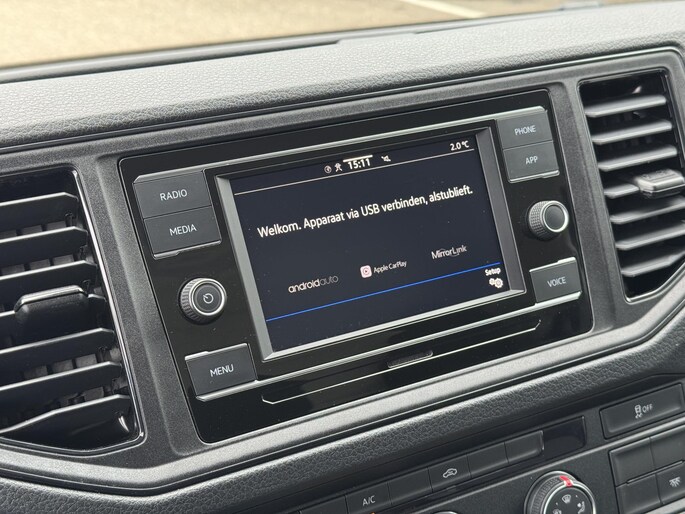 15:11 2.0 °C
PHONE
RADIO
APP
MEDIA
Welkom. Apparaat via USB verbinden, alstublieft.
androidauto Apple CarPlay MirrorLink
Setup
VOICE
MENU
OFF
A/C